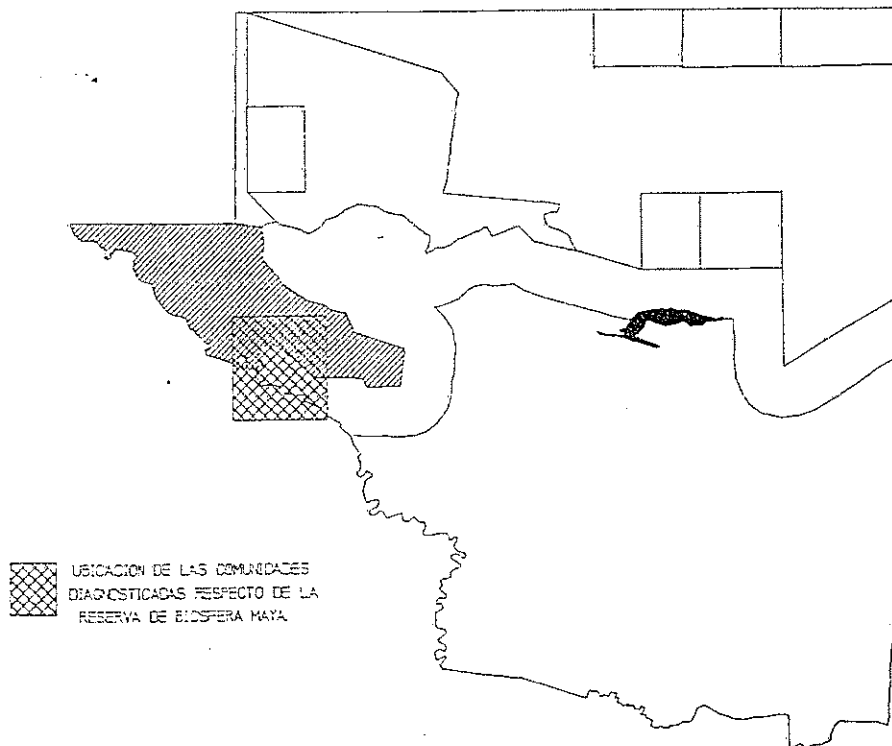 UBICACION DE LAS COMUNIDADES
DIAGNOSTICADAS RESPECTO DE LA
RESERVA DE BIOSFERA MAYA.